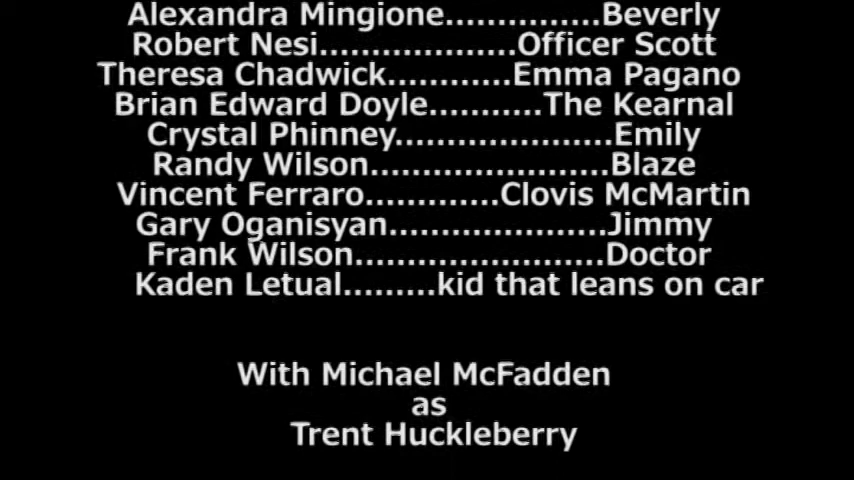 Alexandra Mingione...............Beverly
Robert Nesi...................Officer Scott
Theresa Chadwick............Emma Pagano
Brian Edward Doyle...........The Kearnal
Crystal Phinney.....................Emily
Randy Wilson.......................Blaze
Vincent Ferraro.............Clovis McMartin
Gary Oganisyan.....................Jimmy
Frank Wilson........................Doctor
Kaden Letual.........kid that leans on car
With Michael McFadden
as
Trent Huckleberry